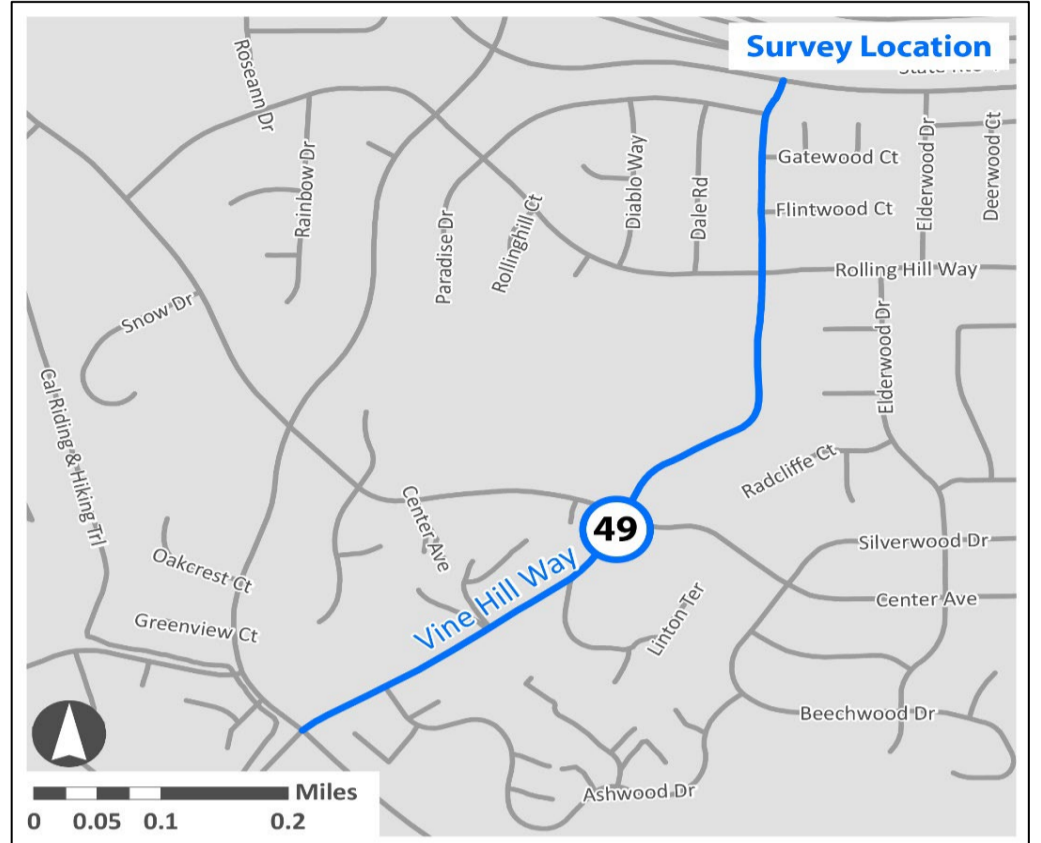 Survey Location
State Rte
Roseann Dr
Rainbow Dr
Paradise Dr
Rollinghill Ct
Diablo Way
Dale Rd
Gatewood Ct
Flintwood Ct
Elderwood Dr
Deerwood Ct
Rolling Hill Way
Snow Dr
Elderwood Dr
Cal Riding & Hiking Trl
Radcliffe Ct
Center Ave
49
Silverwood Dr
Oakcrest Ct
Vine Hill Way
Center Ave
Greenview Ct
Linton Ter
Beechwood Dr
Ashwood Dr
Miles
0 0.05 0.1 0.2